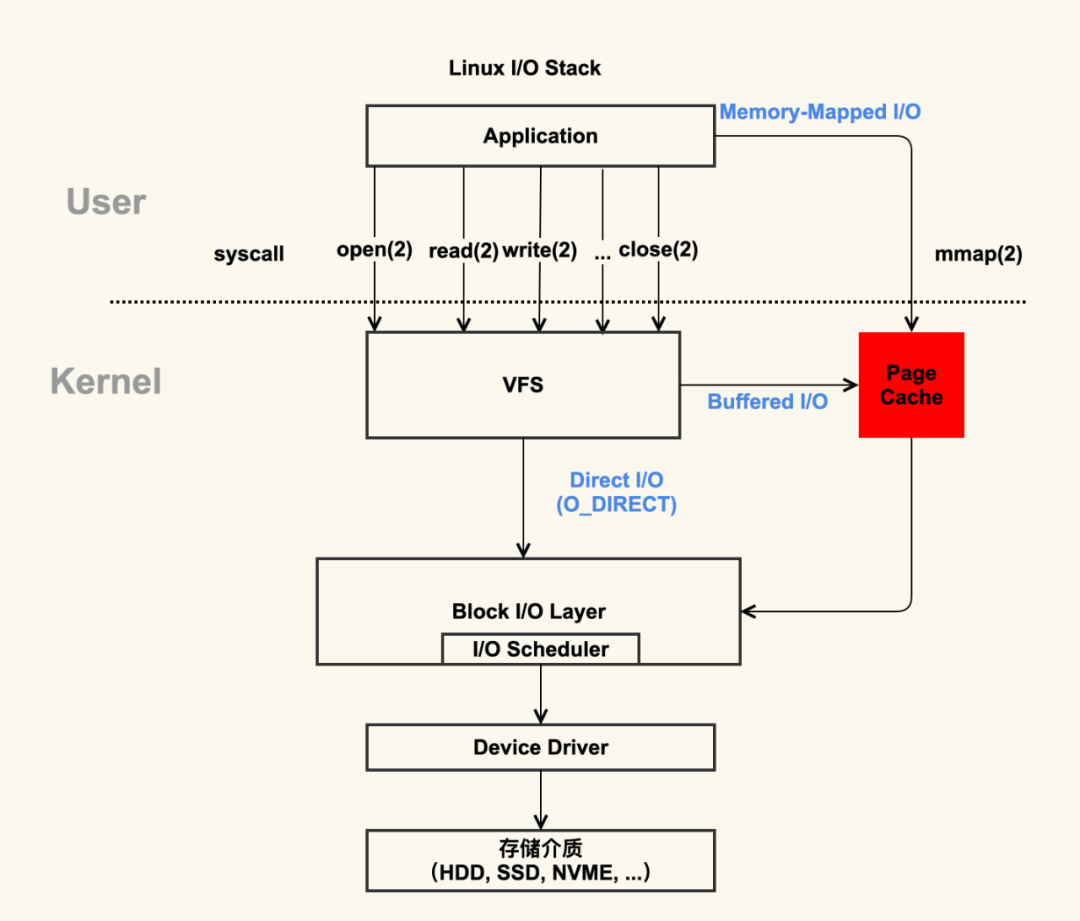 Linux I/O Stack
Memory-Mapped I/O
Application
User
syscall
open(2)
read(2)
write(2)
...
close(2)
mmap(2)
Kernel
VFS
Page
Cache
Buffered I/O
Direct I/O
(O_DIRECT)
Block I/O Layer
I/O Scheduler
Device Driver
存储介质
(HDD, SSD, NVME, ...)